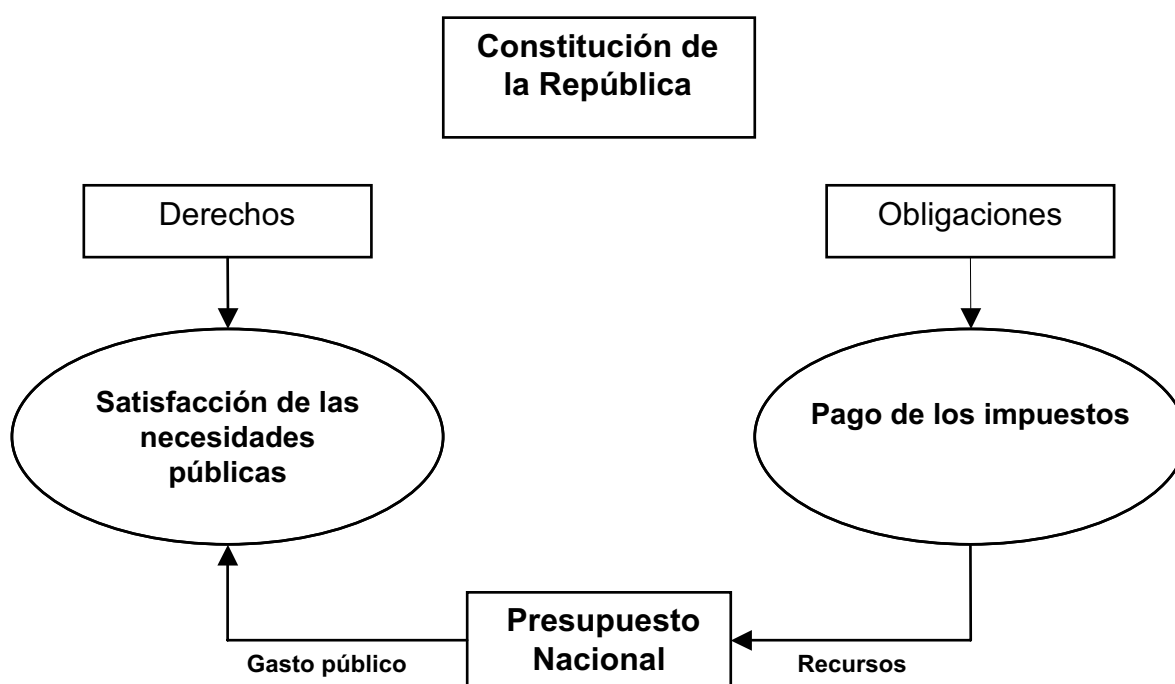 Constitución de
la República
Derechos
Obligaciones
Satisfacción de las
necesidades
públicas
Pago de los impuestos
Presupuesto
Nacional
Gasto público
Recursos